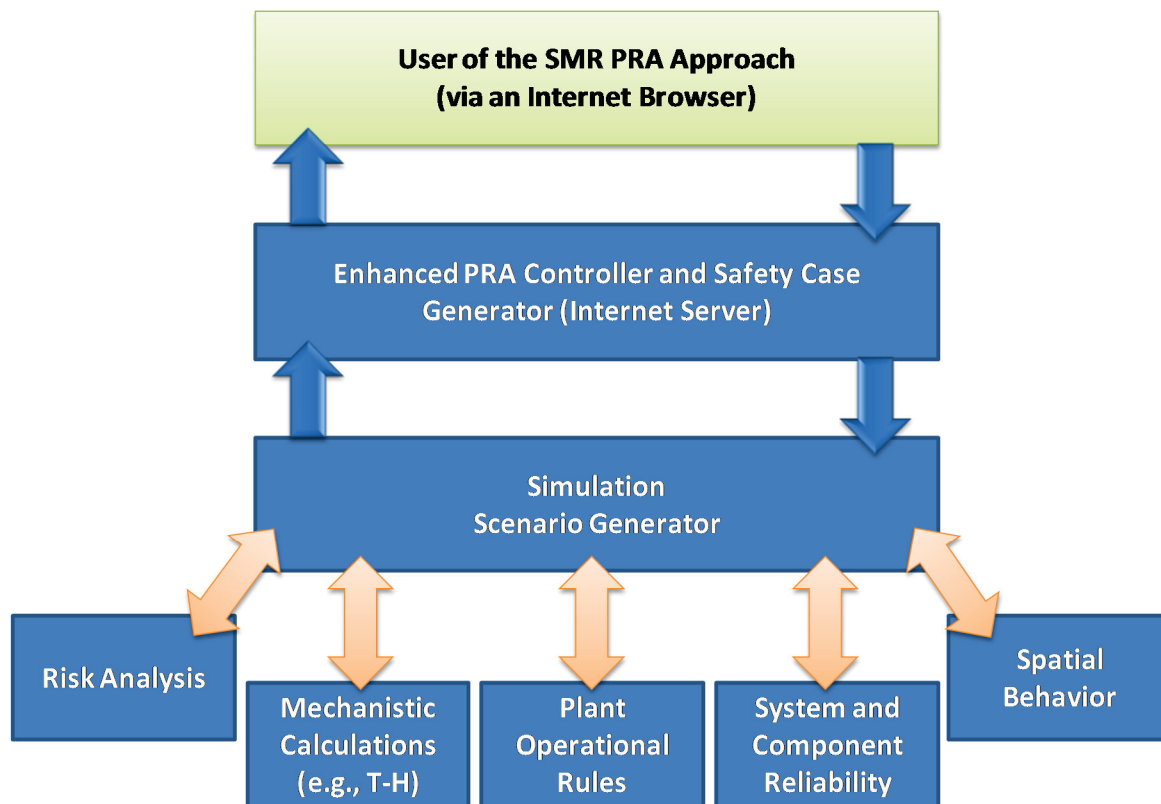 User of the SMR PRA Approach
(via an Internet Browser)
Enhanced PRA Controller and Safety Case
Generator (Internet Server)
Simulation
Scenario Generator
Risk Analysis
Mechanistic
Calculations
(e.g., T-H)
Plant
Operational
Rules
System and
Component
Reliability
Spatial
Behavior